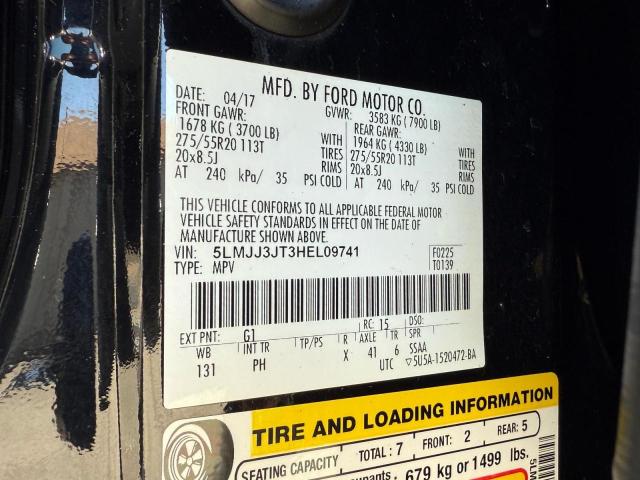 MFD. BY FORD MOTOR CO.
DATE: 04/17 GVWR: 3583 KG ( 7900 LB)
FRONT GAWR: REAR GAWR:
1678 KG ( 3700 LB) WITH 1964 KG ( 4330 LB) WITH
275/55R20 113T TIRES 275/55R20 113T TIRES
20x8.5J RIMS 20x8.5J RIMS
AT 240 kPa/ 35 PSI COLD AT 240 kPa/ 35 PSI COLD
THIS VEHICLE CONFORMS TO ALL APPLICABLE FEDERAL MOTOR
VEHICLE SAFETY STANDARDS IN EFFECT ON THE DATE OF
MANUFACTURE SHOWN ABOVE.
VIN: 5LMJJ3JT3HEL09741 F0225
TYPE: MPV T0139
EXT PNT: G1 RC: 15 DSO:
WB INT TR TP/PS R AXLE TR SPR
131 PH X 41 6 SSAA
UTC ▽5U5A-1520472-BA
TIRE AND LOADING INFORMATION
SEATING CAPACITY TOTAL : 7 FRONT: 2 REAR: 5
679 kg or 1499 lbs.
5LM